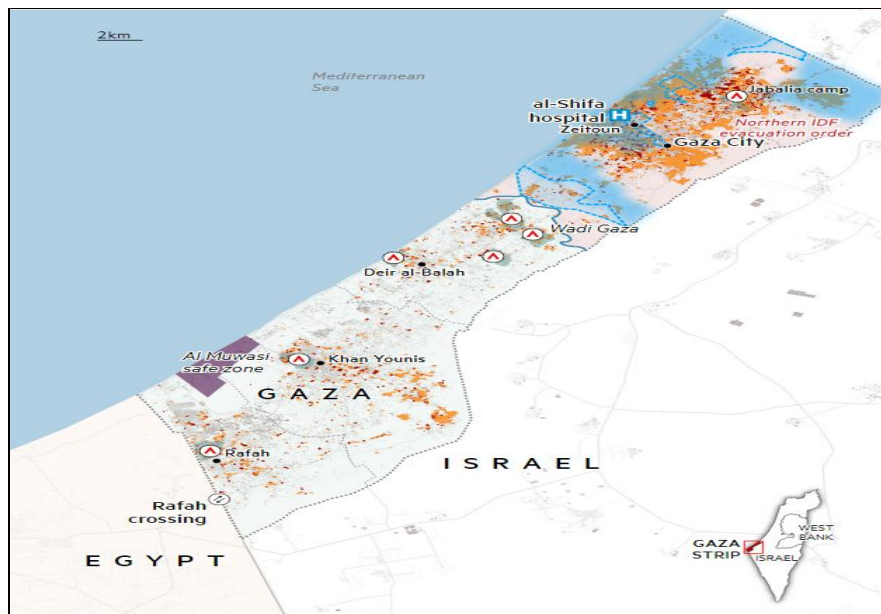 2km
Mediterranean
Sea
al-Shifa
hospital
H
Zeitoun
Jabalia camp
Northern IDF
evacuation order
Gaza City
Wadi Gaza
Deir al-Balah
Al Muwasi
safe zone
Khan Younis
GAZA
Rafah
ISRAEL
Rafah
crossing
EGYPT
GAZA
STRIP
WEST
BANK
ISRAEL